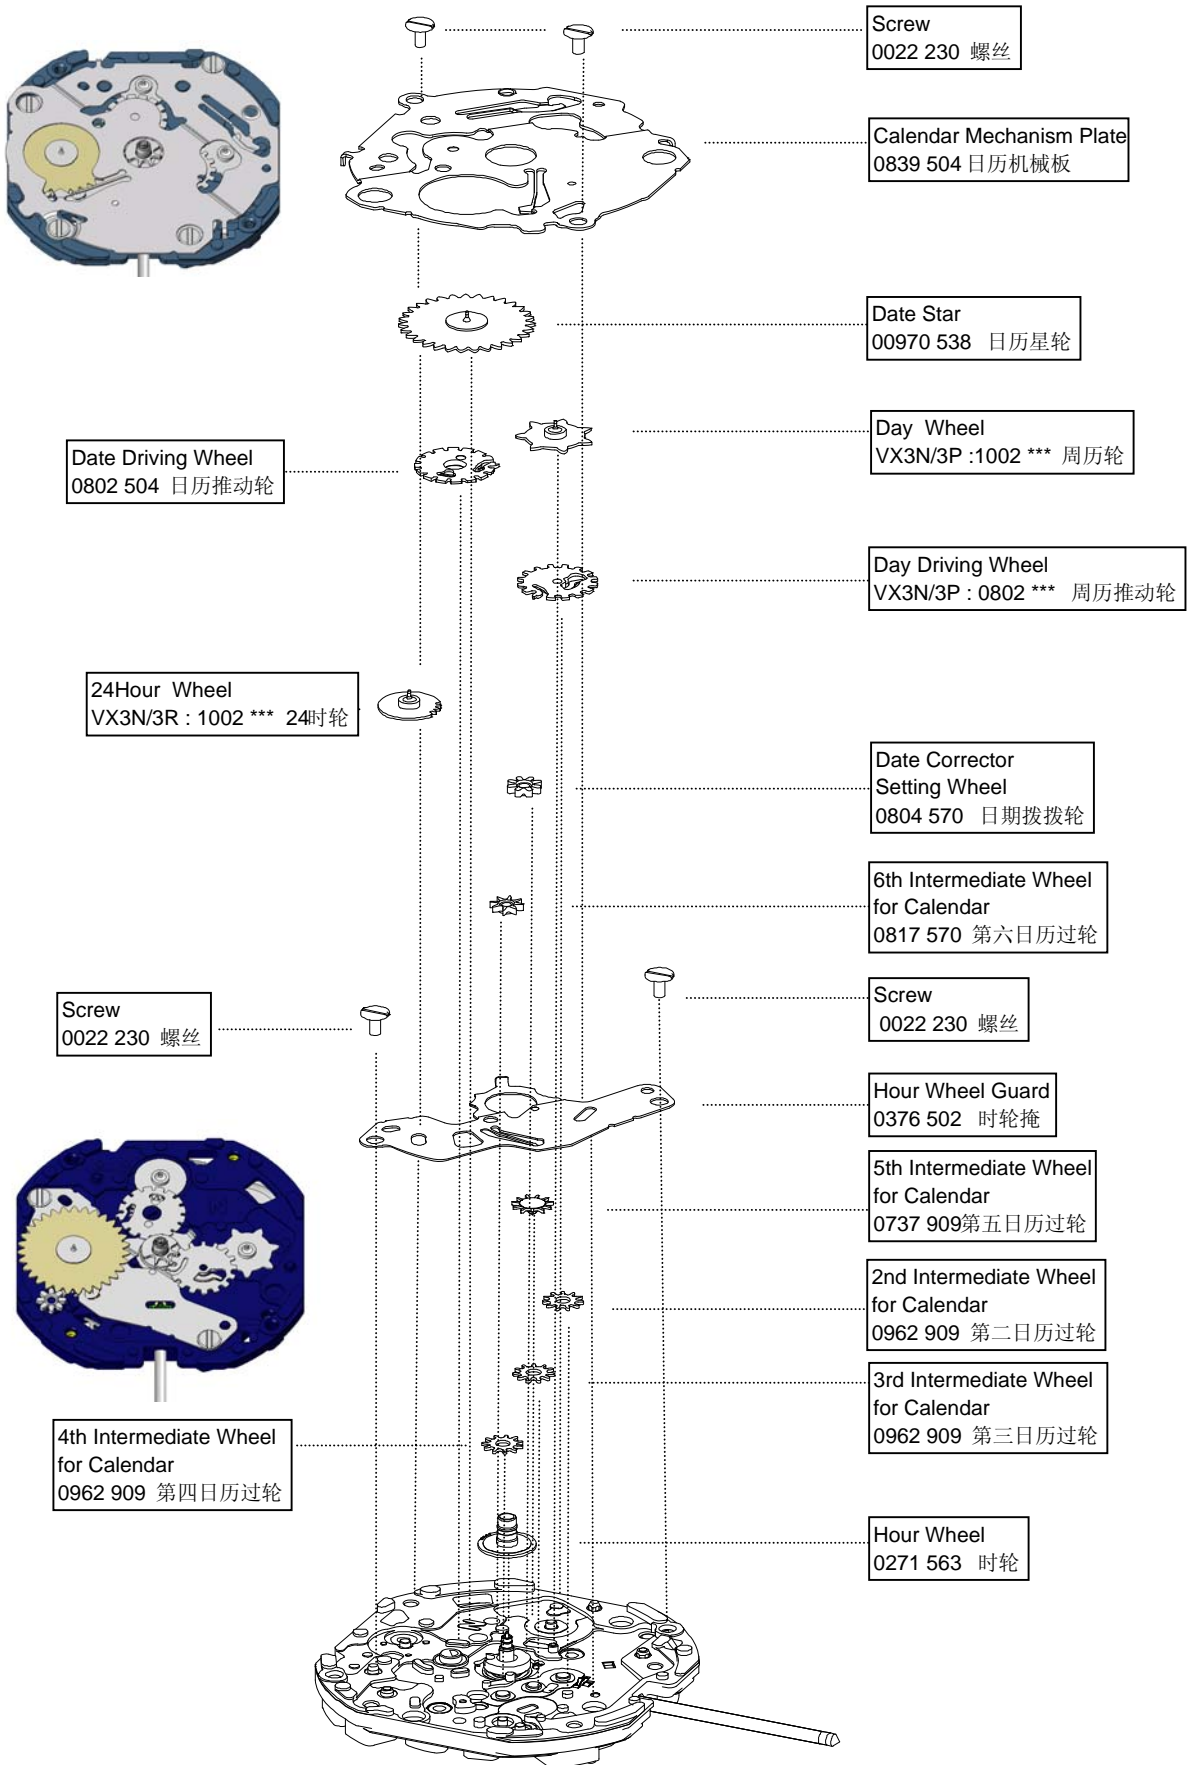 Screw
0022 230 螺丝
Calendar Mechanism Plate
0839 504 日历机械板
Date Star
00970 538 日历星轮
Day Wheel
VX3N/3P :1002 *** 周历轮
Date Driving Wheel
0802 504 日历推动轮
Day Driving Wheel
VX3N/3P : 0802 *** 周历推动轮
24Hour Wheel
VX3N/3R : 1002 *** 24时轮
Date Corrector
Setting Wheel
0804 570 日期拨拨轮
6th Intermediate Wheel
for Calendar
0817 570 第六日历过轮
Screw
0022 230 螺丝
Screw
0022 230 螺丝
Hour Wheel Guard
0376 502 时轮掩
5th Intermediate Wheel
for Calendar
0737 909第五日历过轮
2nd Intermediate Wheel
for Calendar
0962 909 第二日历过轮
3rd Intermediate Wheel
for Calendar
0962 909 第三日历过轮
4th Intermediate Wheel
for Calendar
0962 909 第四日历过轮
Hour Wheel
0271 563 时轮